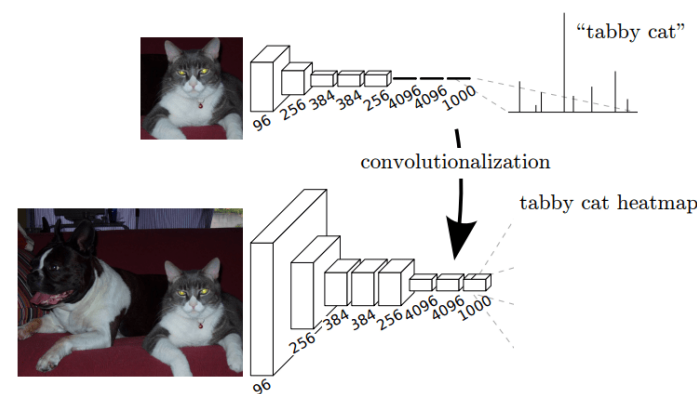 “tabby cat”
96 256 384 384 256 4096 4096 1000
convolutionalization
tabby cat heatmap
96 256 384 384 256 4096 4096 1000